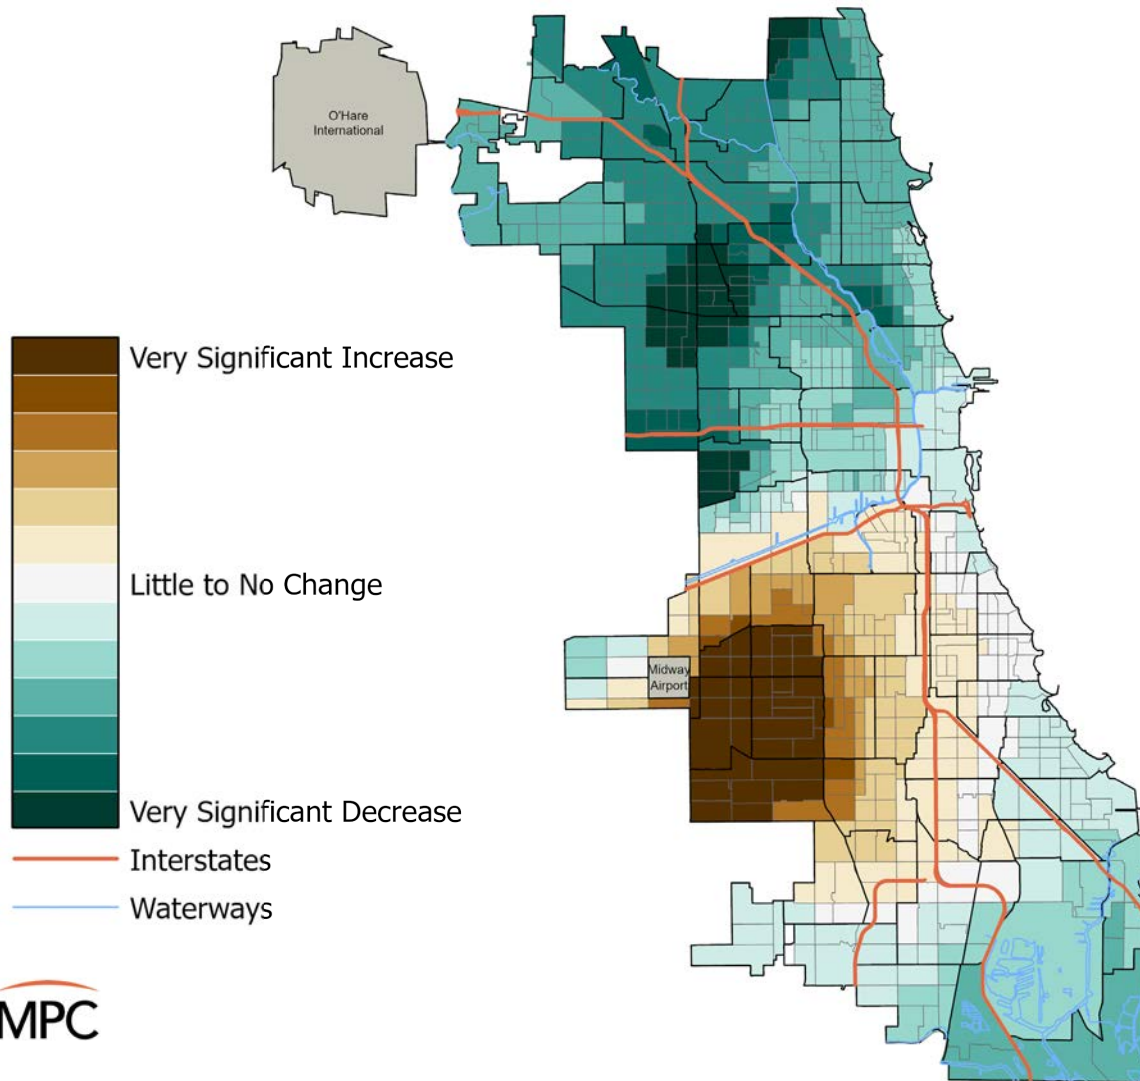 O'Hare
International
Very Significant Increase
Little to No Change
Midway
Airport
Very Significant Decrease
Interstates
Waterways
MPC